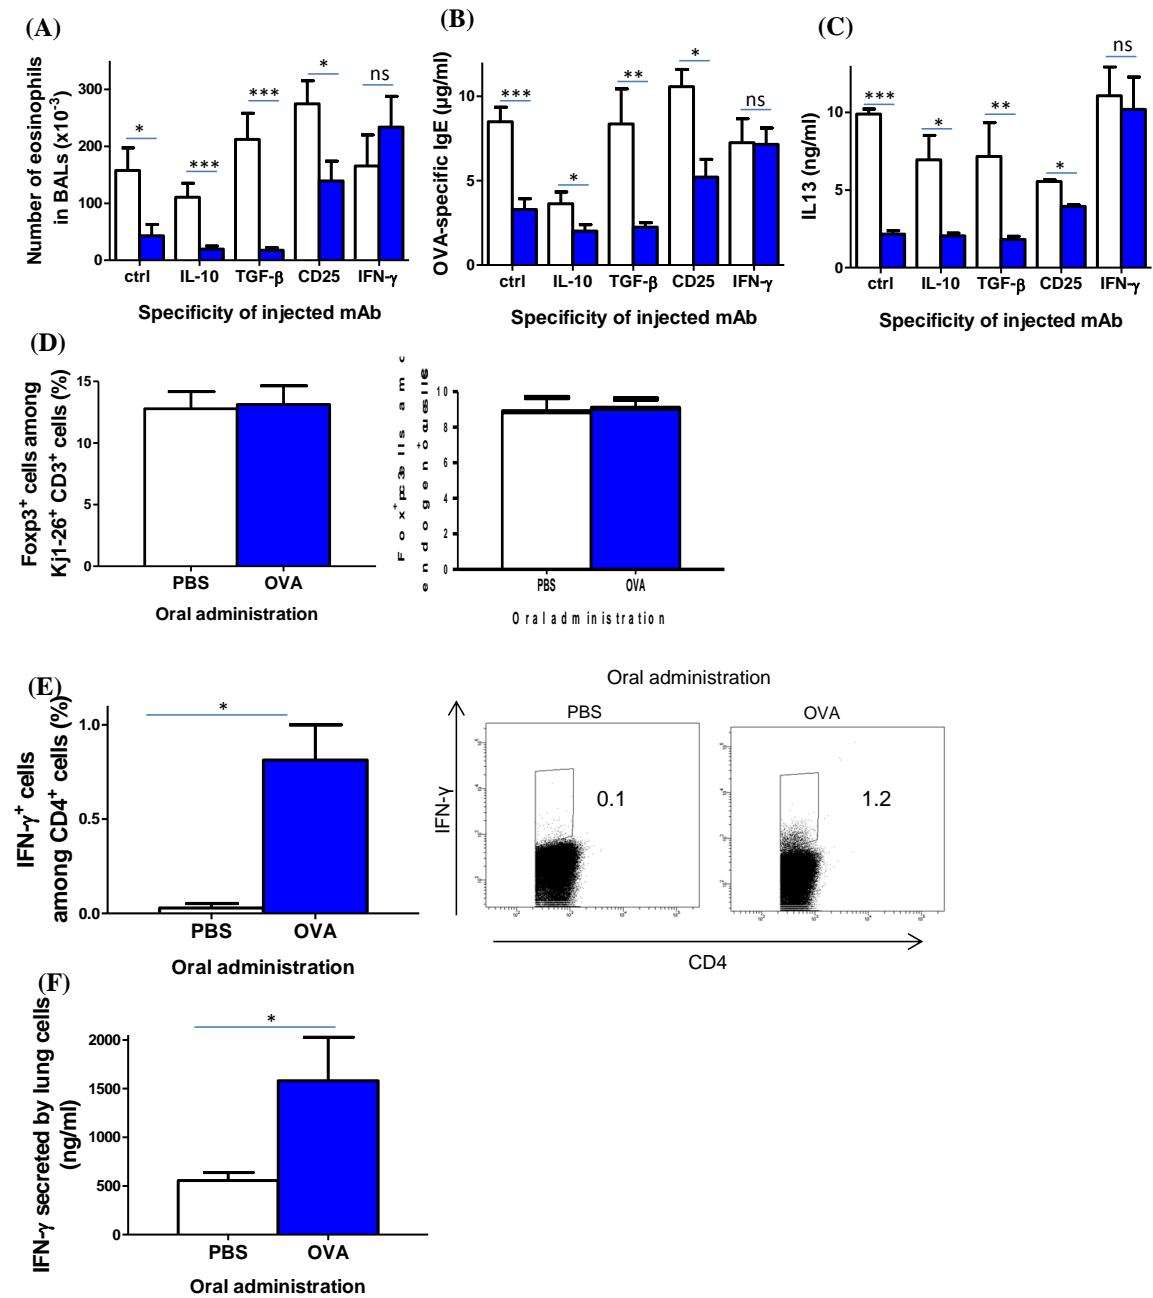 (A)
Number of eosinophils
in BALs (x10⁻³)
300
200
100
0
*
***
***
*
ns
ctrl IL-10 TGF-β CD25 IFN-γ
Specificity of injected mAb
(B)
OVA-specific IgE (µg/ml)
10
5
0
***
*
**
*
ns
ctrl IL-10 TGF-β CD25 IFN-γ
Specificity of injected mAb
(C)
IL13 (ng/ml)
10
5
0
***
*
**
*
ns
ctrl IL-10 TGF-β CD25 IFN-γ
Specificity of injected mAb
(D)
Foxp3⁺ cells among
Kj1-26⁺ CD3⁺ cells (%)
15
10
5
0
PBS OVA
Oral administration
10
8
6
4
2
0
PBS OVA
Oral administration
(E)
IFN-γ⁺ cells
among CD4⁺ cells (%)
1.0
0.5
0.0
*
PBS OVA
Oral administration
Oral administration
PBS OVA
IFN-γ
0.1
1.2
CD4
(F)
IFN-γ secreted by lung cells
(ng/ml)
2000
1500
1000
500
0
*
PBS OVA
Oral administration